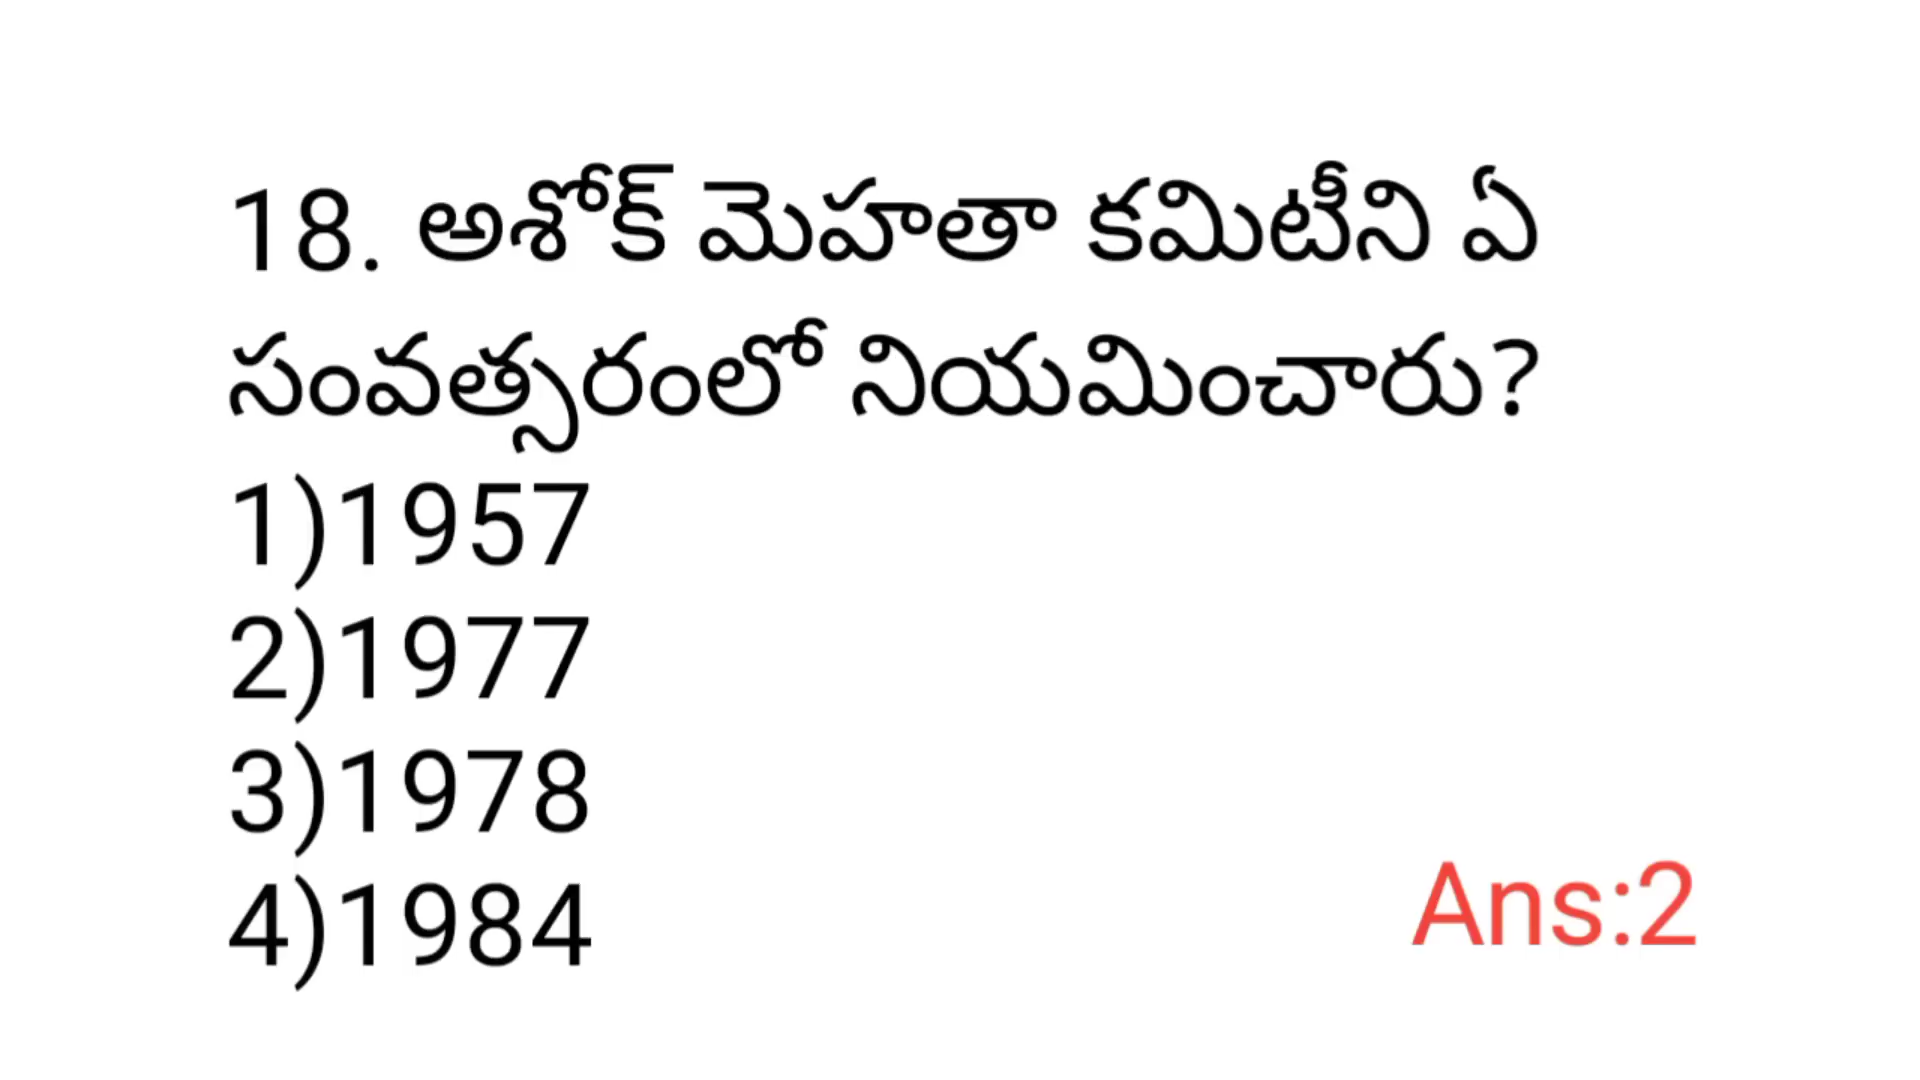 18. అశోక్ మెహతా కమిటీని ఏ
సంవత్సరంలో నియమించారు?
1)1957
2)1977
3)1978
4)1984
Ans:2